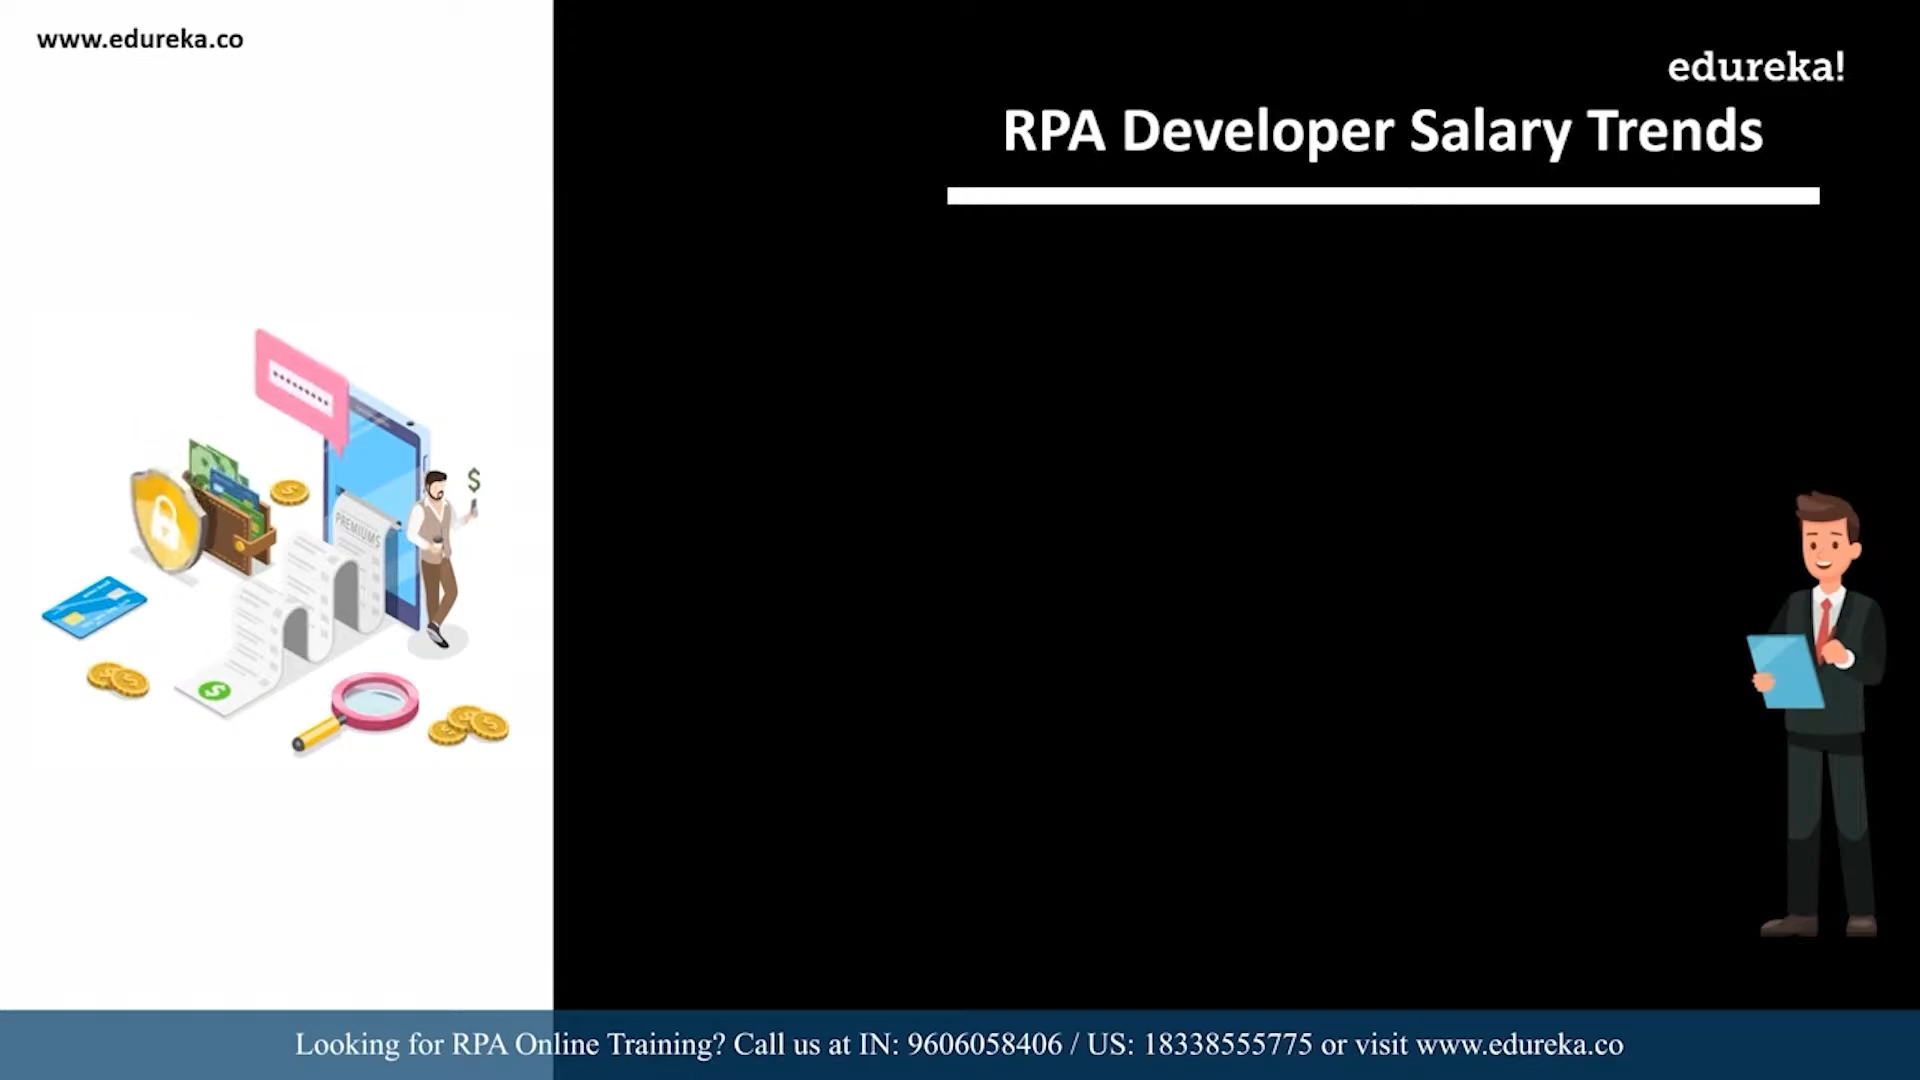 www.edureka.co
edureka!
RPA Developer Salary Trends
PREMIUMS
Looking for RPA Online Training? Call us at IN: 9606058406 / US: 18338555775 or visit www.edureka.co